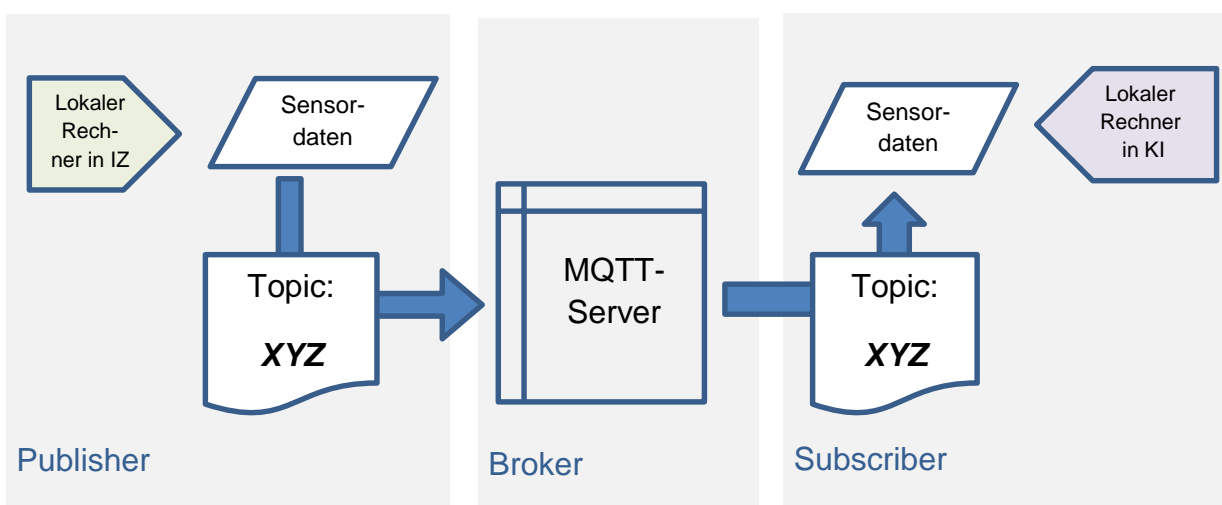 Lokaler
Rech-
ner in IZ
Sensor-
daten
Topic:
XYZ
Publisher
MQTT-
Server
Broker
Sensor-
daten
Lokaler
Rechner
in KI
Topic:
XYZ
Subscriber